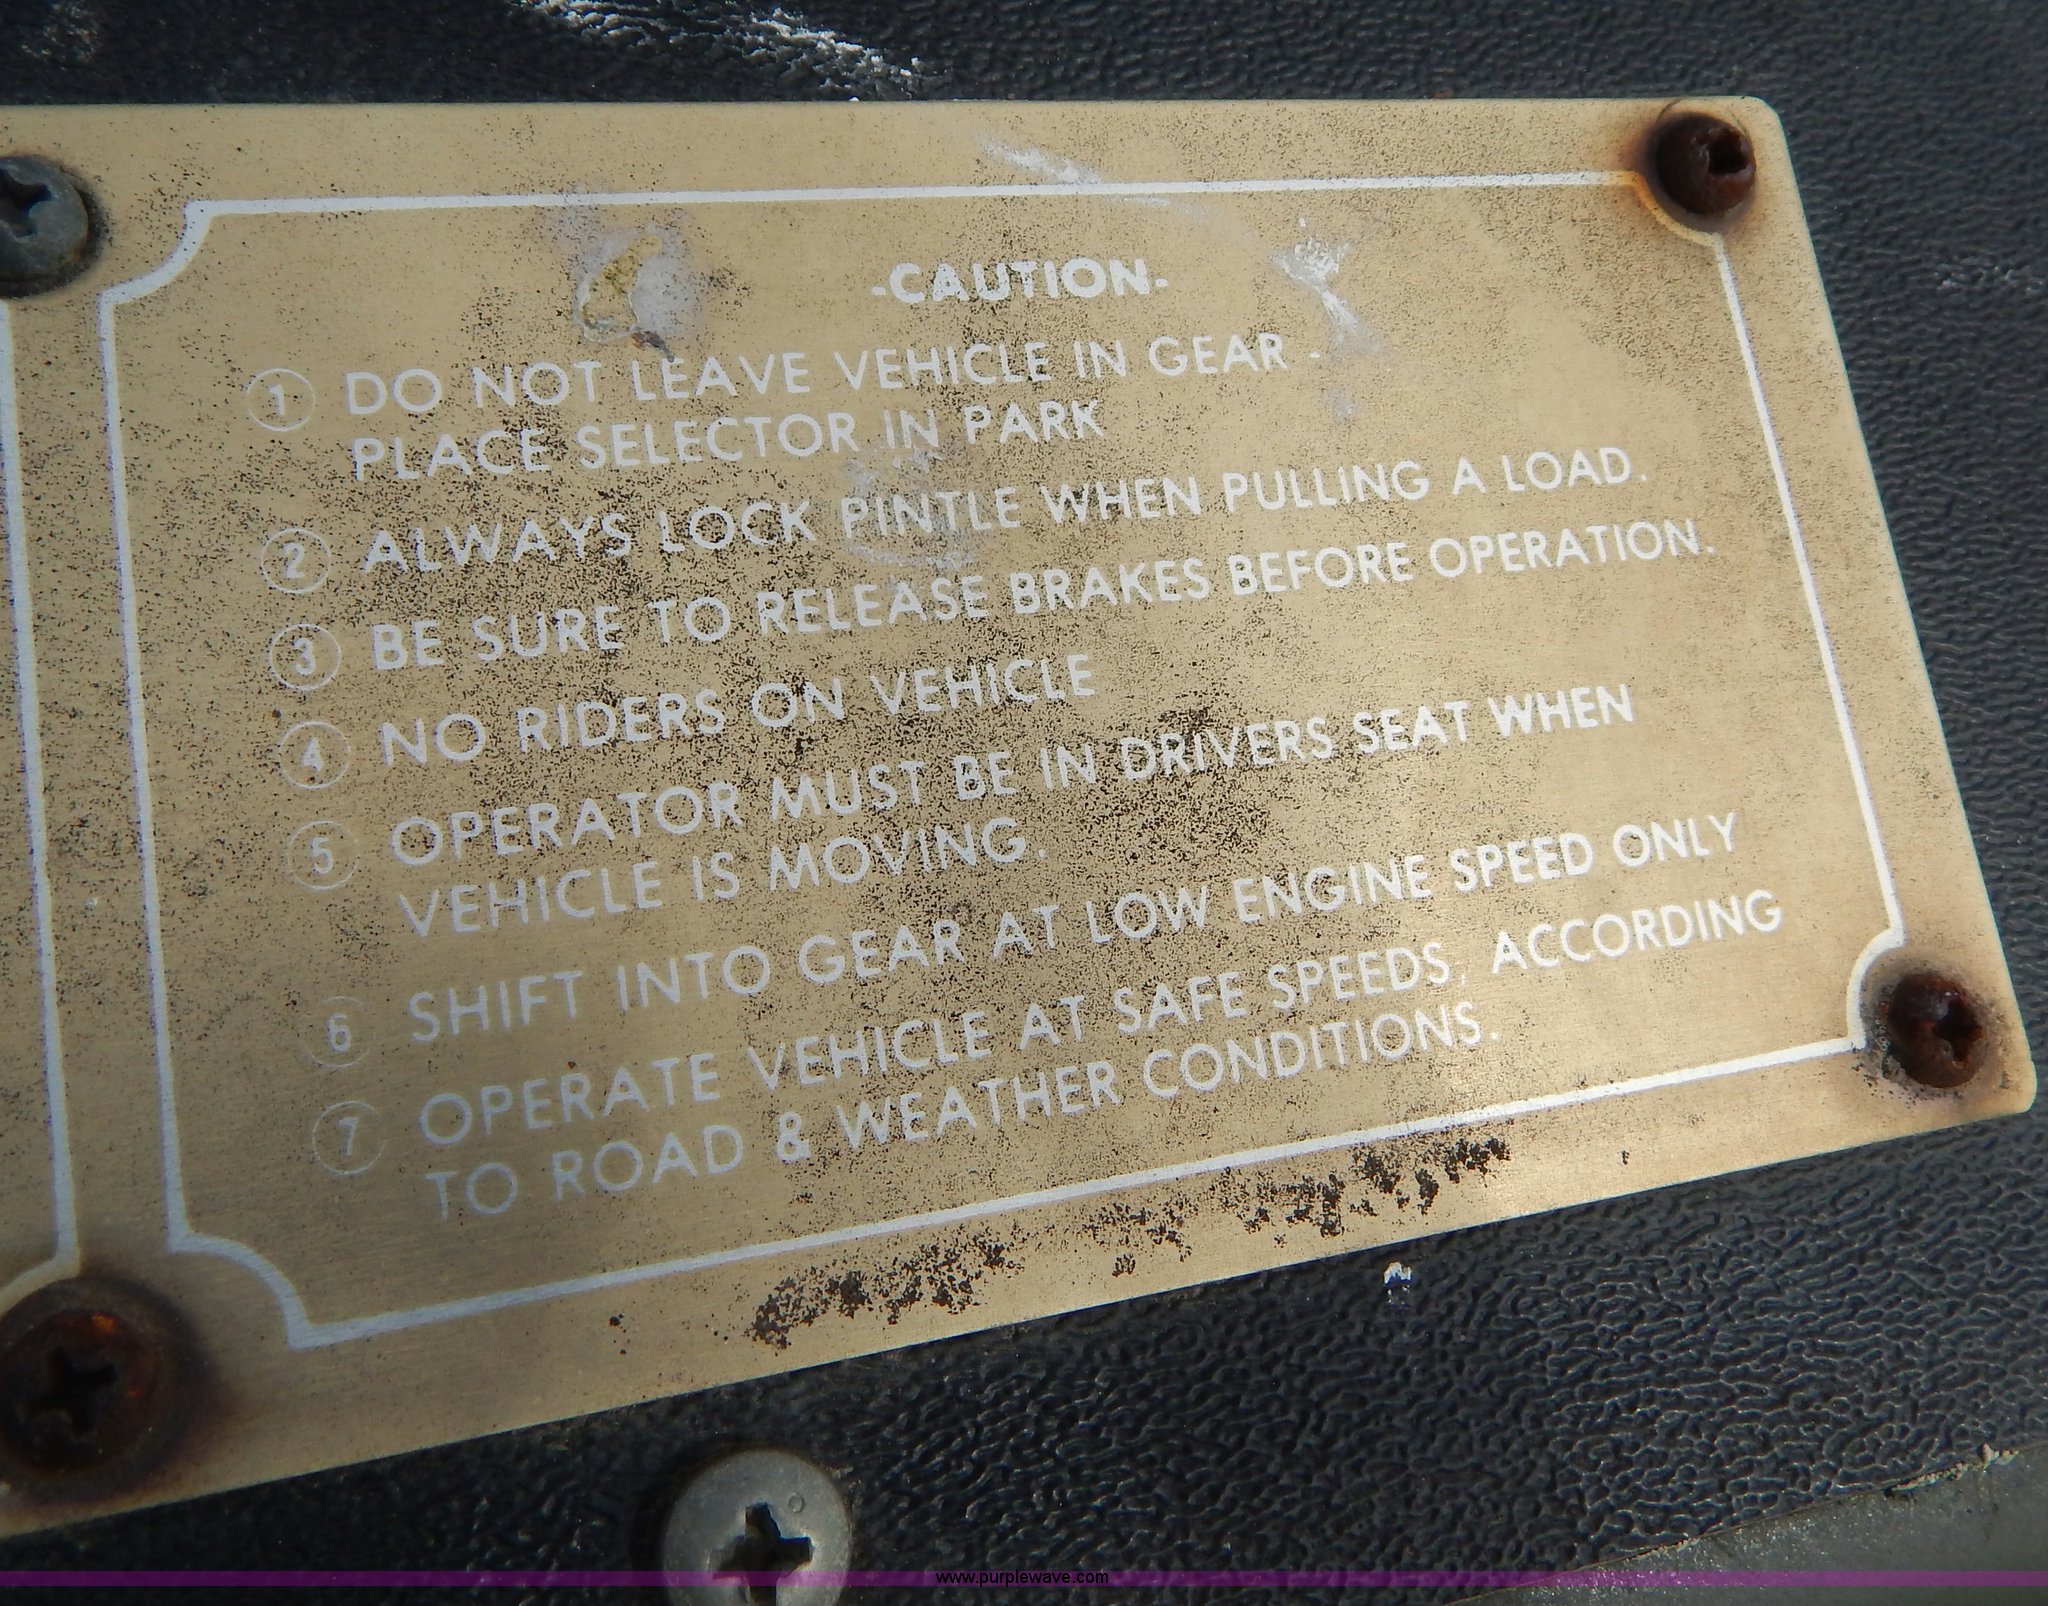 -CAUTION-
1 DO NOT LEAVE VEHICLE IN GEAR -
PLACE SELECTOR IN PARK
2 ALWAYS LOCK PINTLE WHEN PULLING A LOAD.
3 BE SURE TO RELEASE BRAKES BEFORE OPERATION.
4 NO RIDERS ON VEHICLE
5 OPERATOR MUST BE IN DRIVERS SEAT WHEN
VEHICLE IS MOVING.
6 SHIFT INTO GEAR AT LOW ENGINE SPEED ONLY
7 OPERATE VEHICLE AT SAFE SPEEDS, ACCORDING
TO ROAD & WEATHER CONDITIONS.
www.purplewave.com